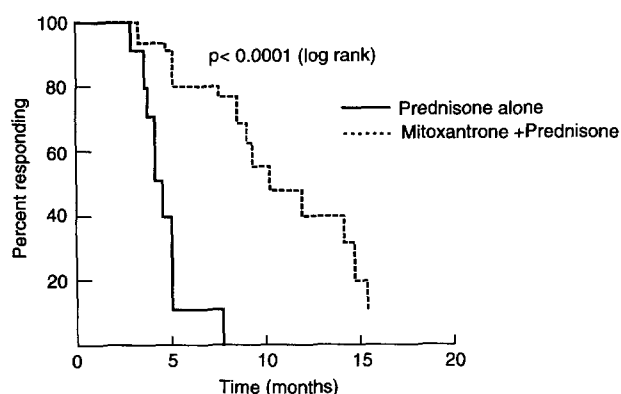 100
80
60
40
20
Percent responding
p< 0.0001 (log rank)
Prednisone alone
Mitoxantrone +Prednisone
0
5
10
15
20
Time (months)